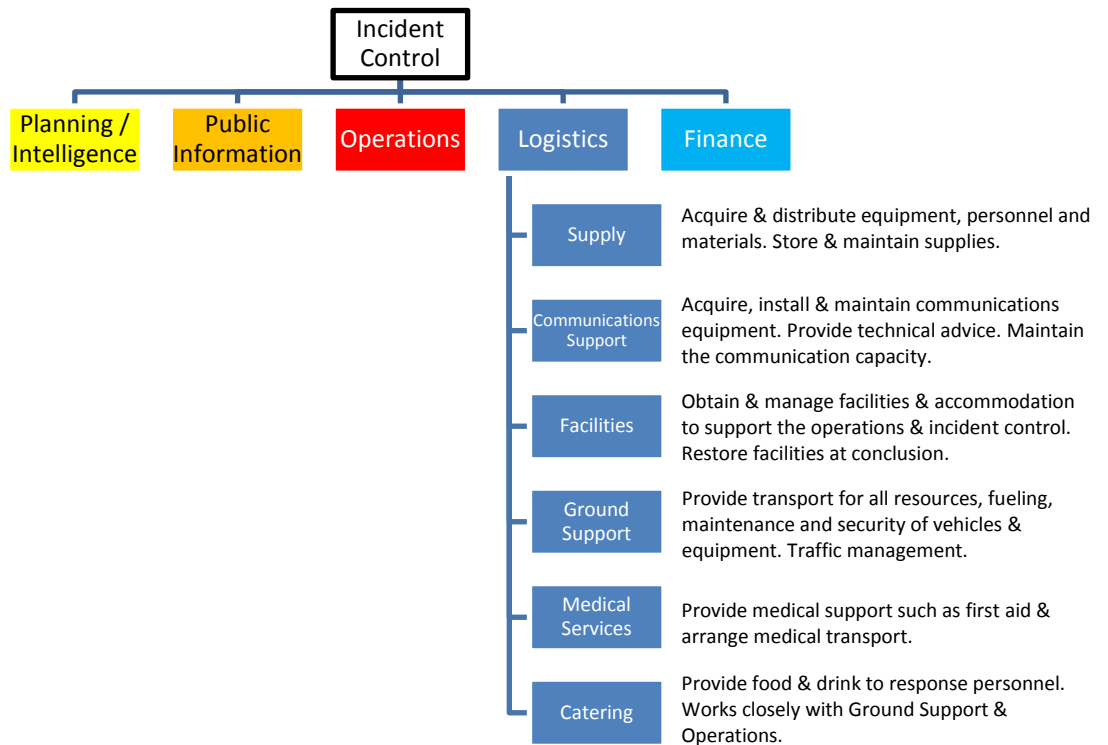 Incident
Control
Planning /
Intelligence
Public
Information
Operations
Logistics
Finance
Supply
Acquire & distribute equipment, personnel and
materials. Store & maintain supplies.
Communications
Support
Acquire, install & maintain communications
equipment. Provide technical advice. Maintain
the communication capacity.
Facilities
Obtain & manage facilities & accommodation
to support the operations & incident control.
Restore facilities at conclusion.
Ground
Support
Provide transport for all resources, fueling,
maintenance and security of vehicles &
equipment. Traffic management.
Medical
Services
Provide medical support such as first aid &
arrange medical transport.
Catering
Provide food & drink to response personnel.
Works closely with Ground Support &
Operations.